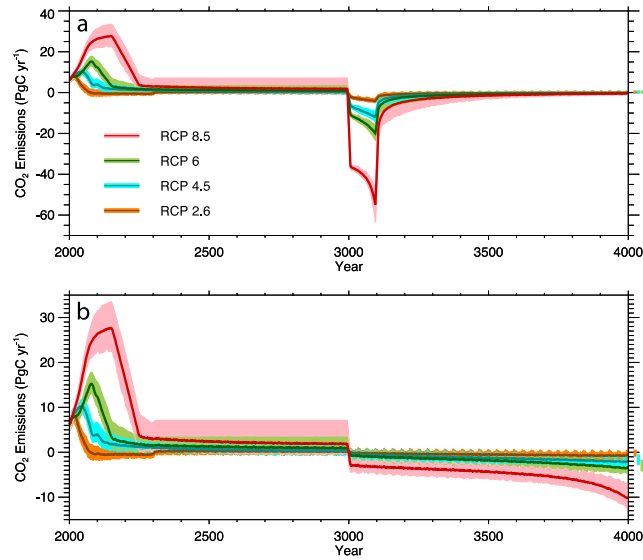 a
40
20
0
-20
-40
-60
CO2 Emissions (PgC yr-1)
RCP 8.5
RCP 6
RCP 4.5
RCP 2.6
2000 2500 3000 3500 4000
Year
b
30
20
10
0
-10
CO2 Emissions (PgC yr-1)
2000 2500 3000 3500 4000
Year